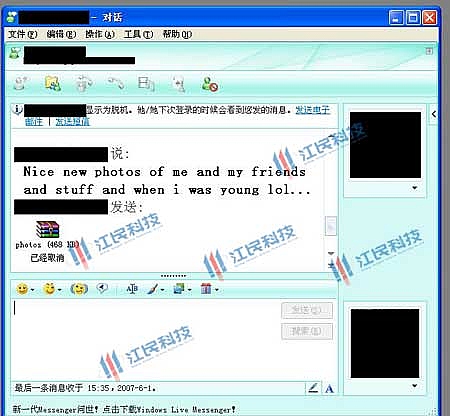 - 对话
文件(F) 编辑(E) 操作(A) 工具(T) 帮助(H)
显示为脱机。他/她下次登录的时候会看到您发的消息。发送电子
邮件 | 发送短信
说:
Nice new photos of me and my friends
and stuff and when i was young lol...
发送:
photos (468 KB)
已经取消
发送(S)
搜索(R)
最后一条消息收于 15:35，2007-6-1。
新一代Messenger问世！点击下载Windows Live Messenger！
江民科技
江民科技
江民科技
江民科技
江民科技
江民科技